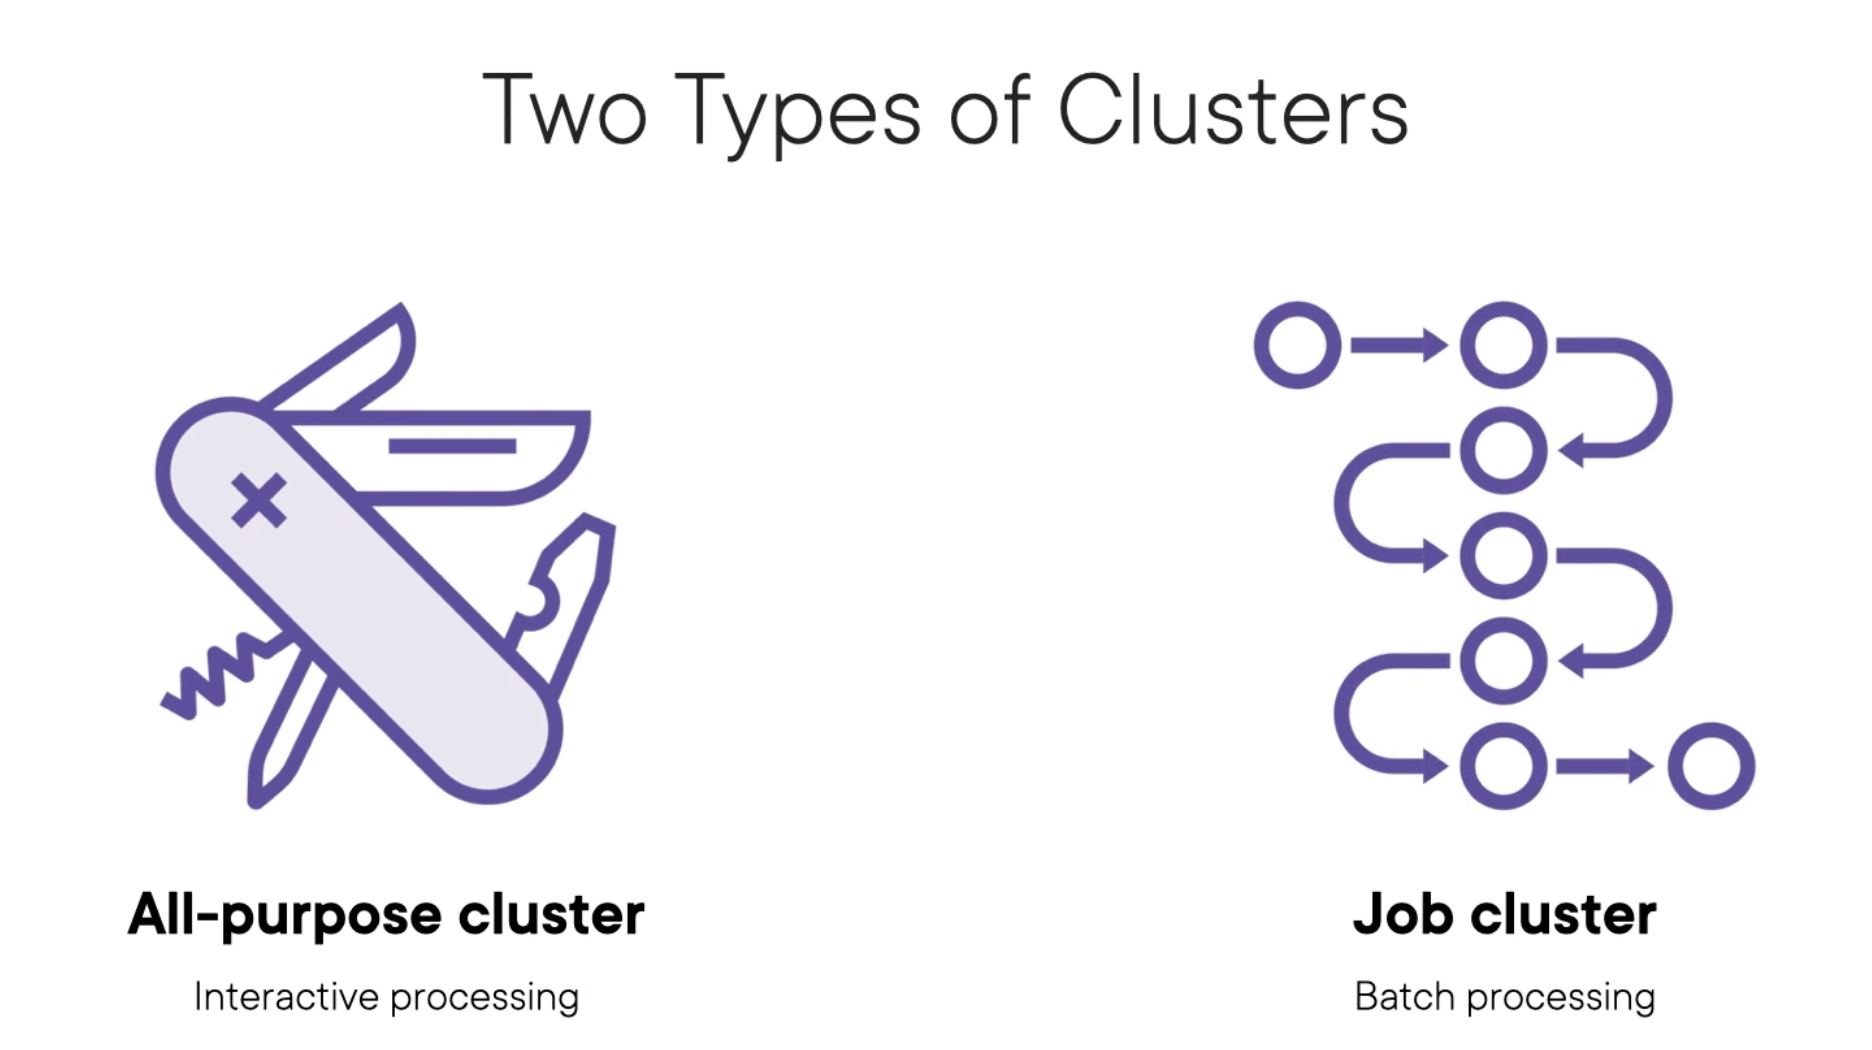 Two Types of Clusters
All-purpose cluster
Interactive processing
Job cluster
Batch processing